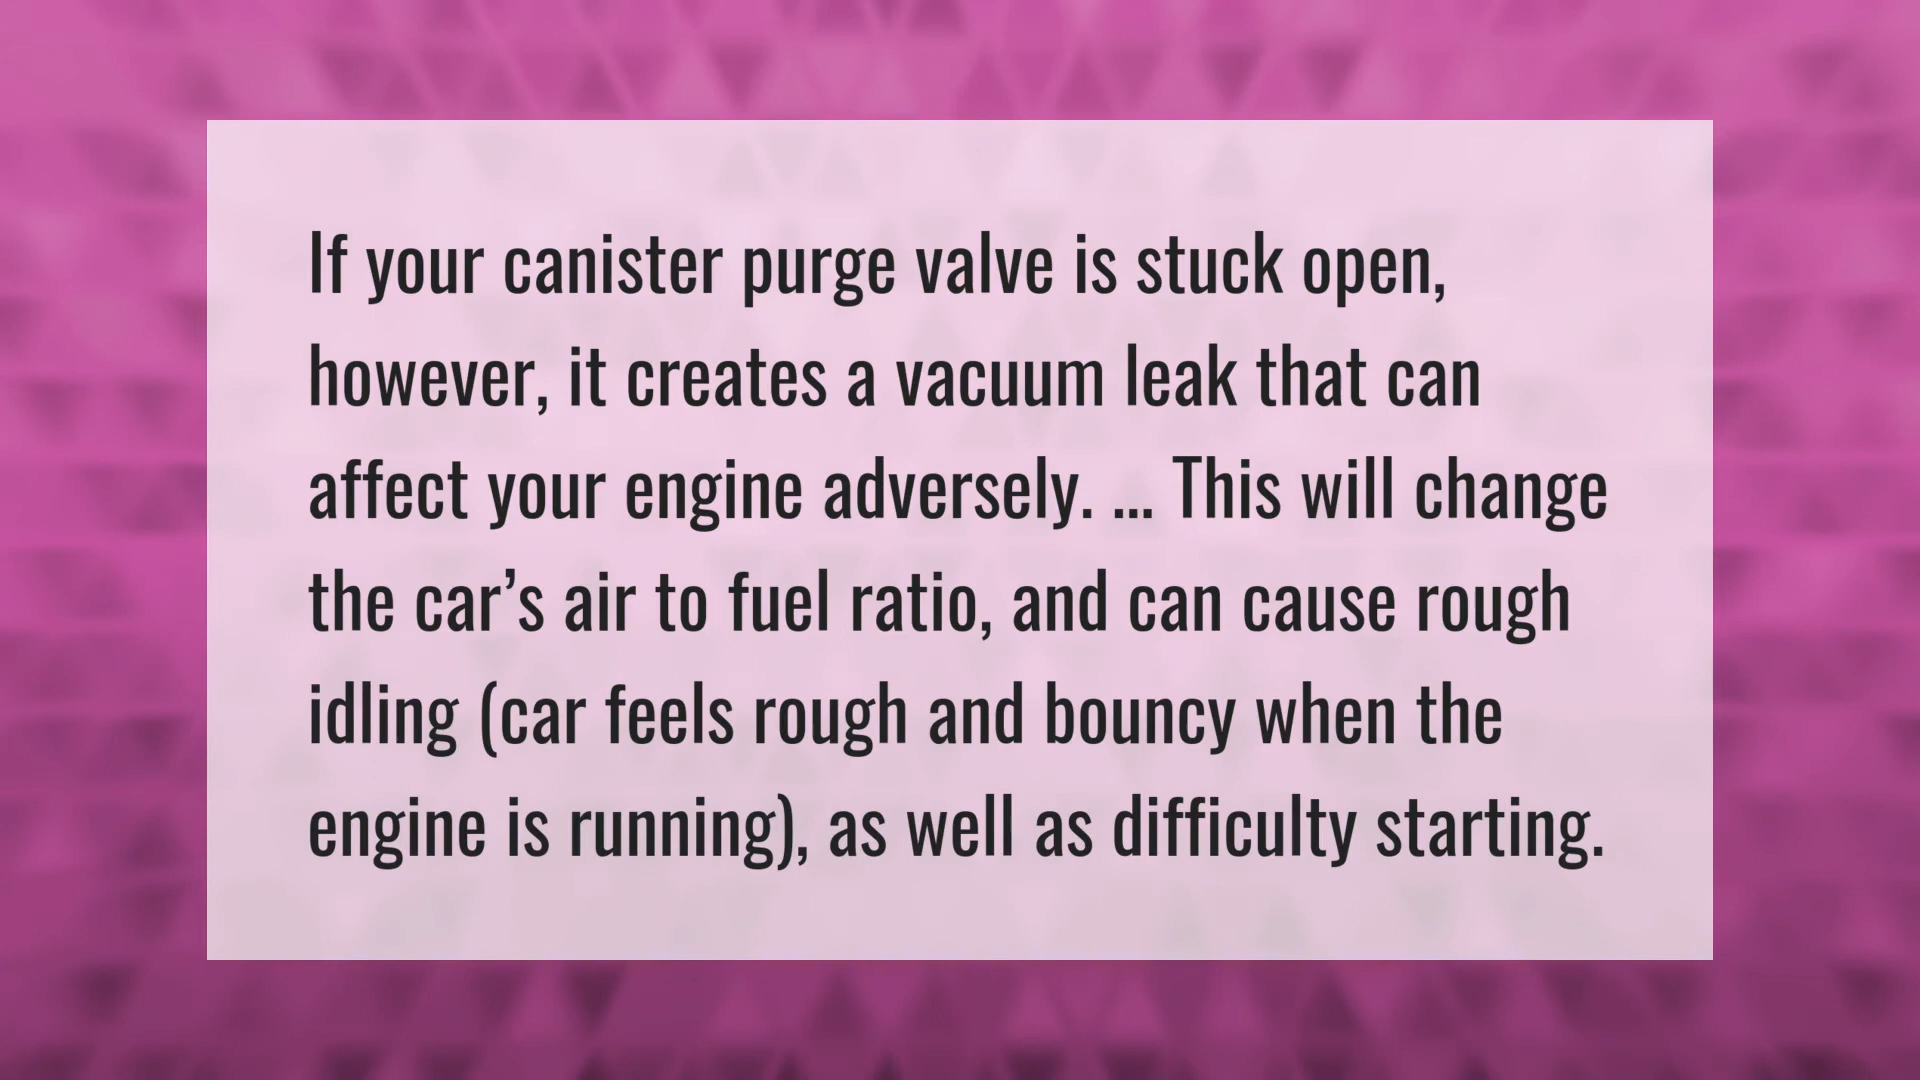 If your canister purge valve is stuck open,
however, it creates a vacuum leak that can
affect your engine adversely. ... This will change
the car’s air to fuel ratio, and can cause rough
idling (car feels rough and bouncy when the
engine is running), as well as difficulty starting.